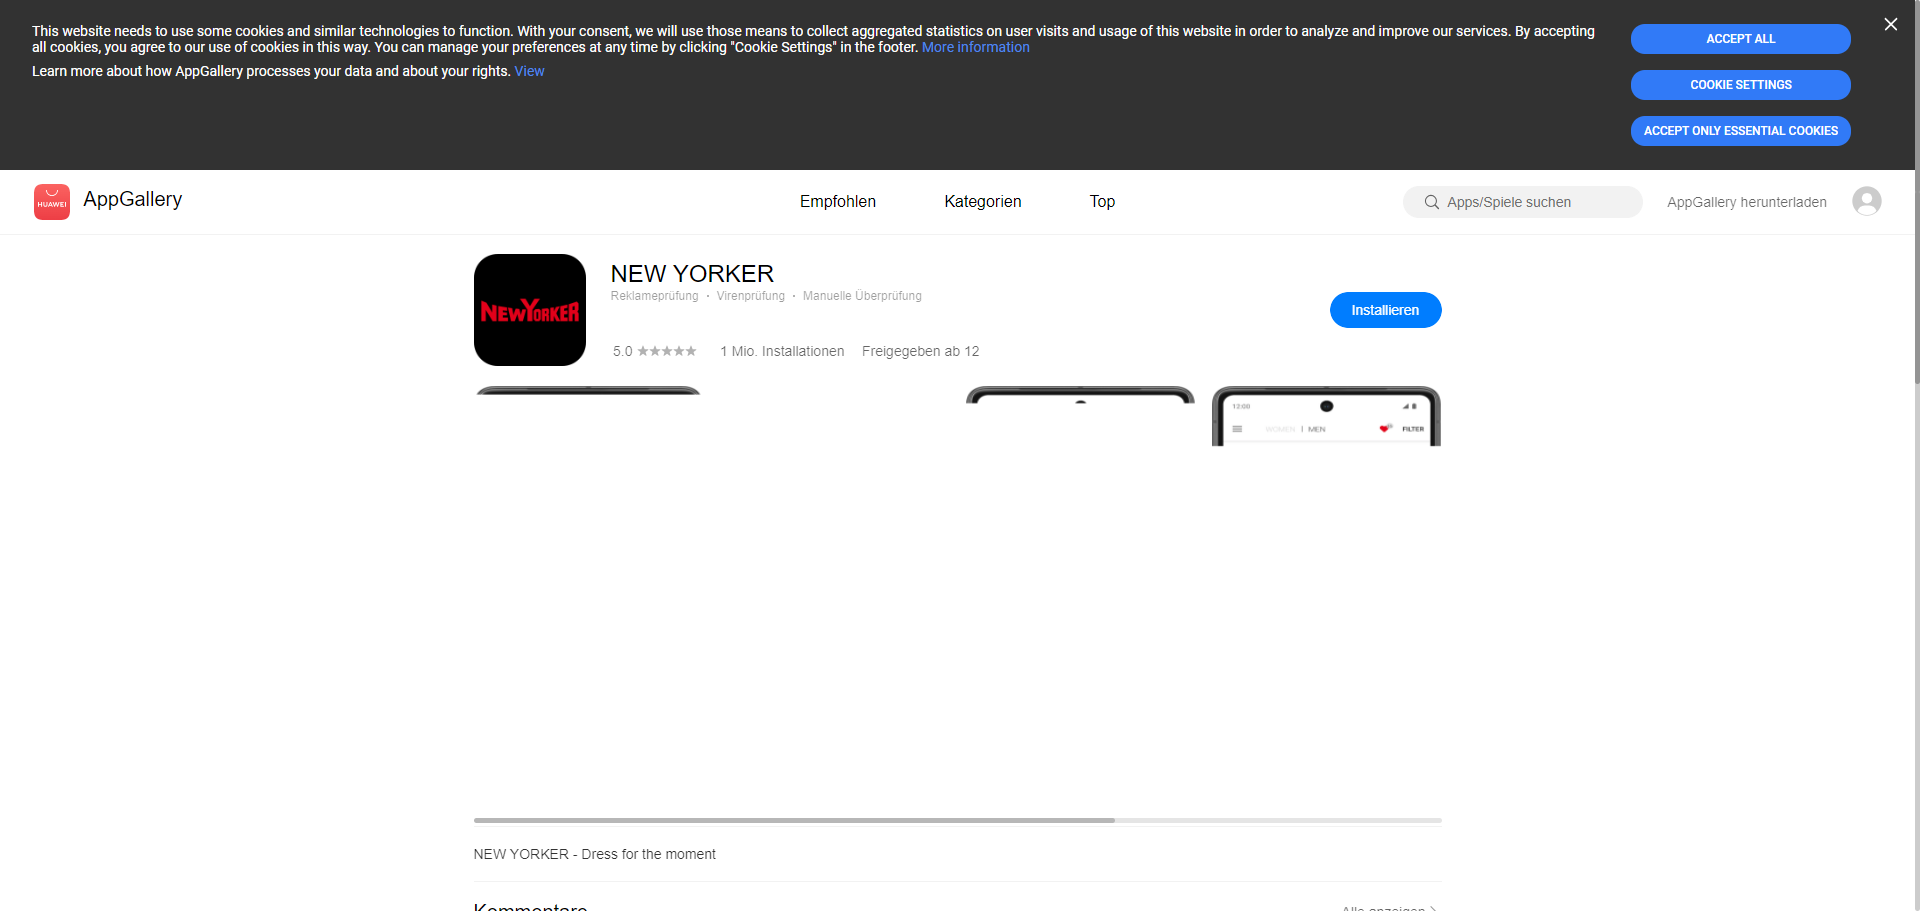 This website needs to use some cookies and similar technologies to function. With your consent, we will use those means to collect aggregated statistics on user visits and usage of this website in order to analyze and improve our services. By accepting
all cookies, you agree to our use of cookies in this way. You can manage your preferences at any time by clicking "Cookie Settings" in the footer. More information
Learn more about how AppGallery processes your data and about your rights. View
ACCEPT ALL
COOKIE SETTINGS
ACCEPT ONLY ESSENTIAL COOKIES
HUAWEI
AppGallery
Empfohlen
Kategorien
Top
Apps/Spiele suchen
AppGallery herunterladen
NEW YORKER
NEW YORKER
Reklameprüfung · Virenprüfung · Manuelle Überprüfung
Installieren
5.0
1 Mio. Installationen
Freigegeben ab 12
12:00
WOMEN | MEN
FILTER
NEW YORKER - Dress for the moment
Kommentare
Alle anzeigen